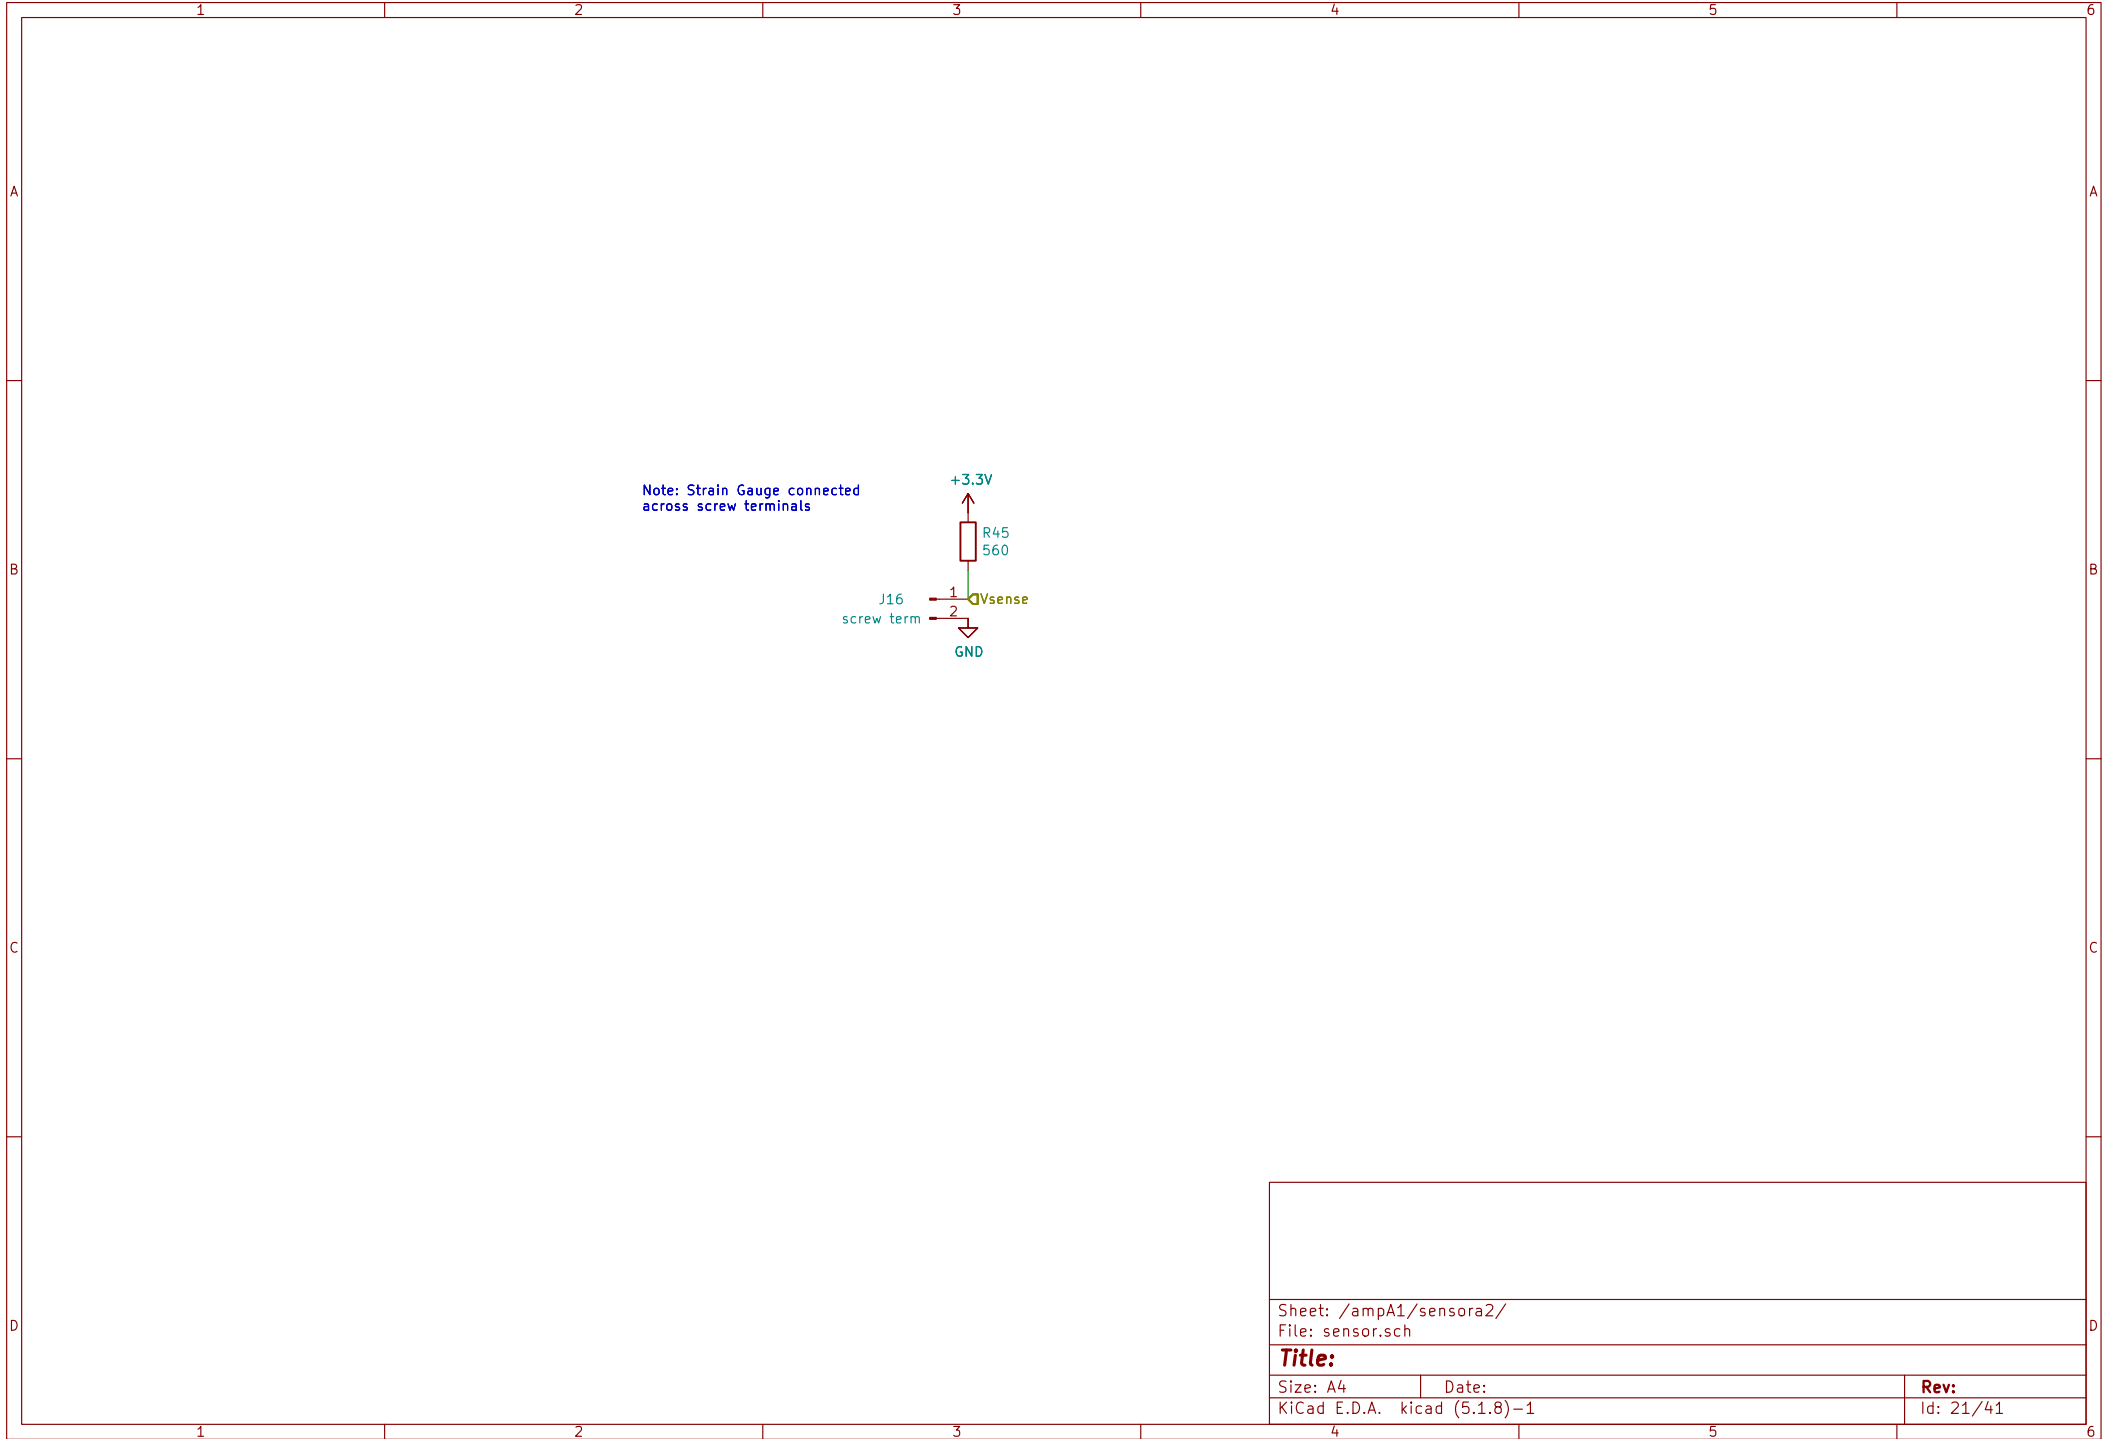 1 2 3 4 5 6
A A
Note: Strain Gauge connected
across screw terminals
+3.3V
R45
560
B B
J16 1 Vsense
screw term 2
GND
C C
Sheet: /ampA1/sensora2/
File: sensor.sch
D D
Title:
Size: A4 Date: Rev:
KiCad E.D.A. kicad (5.1.8)-1 Id: 21/41
1 2 3 4 5 6